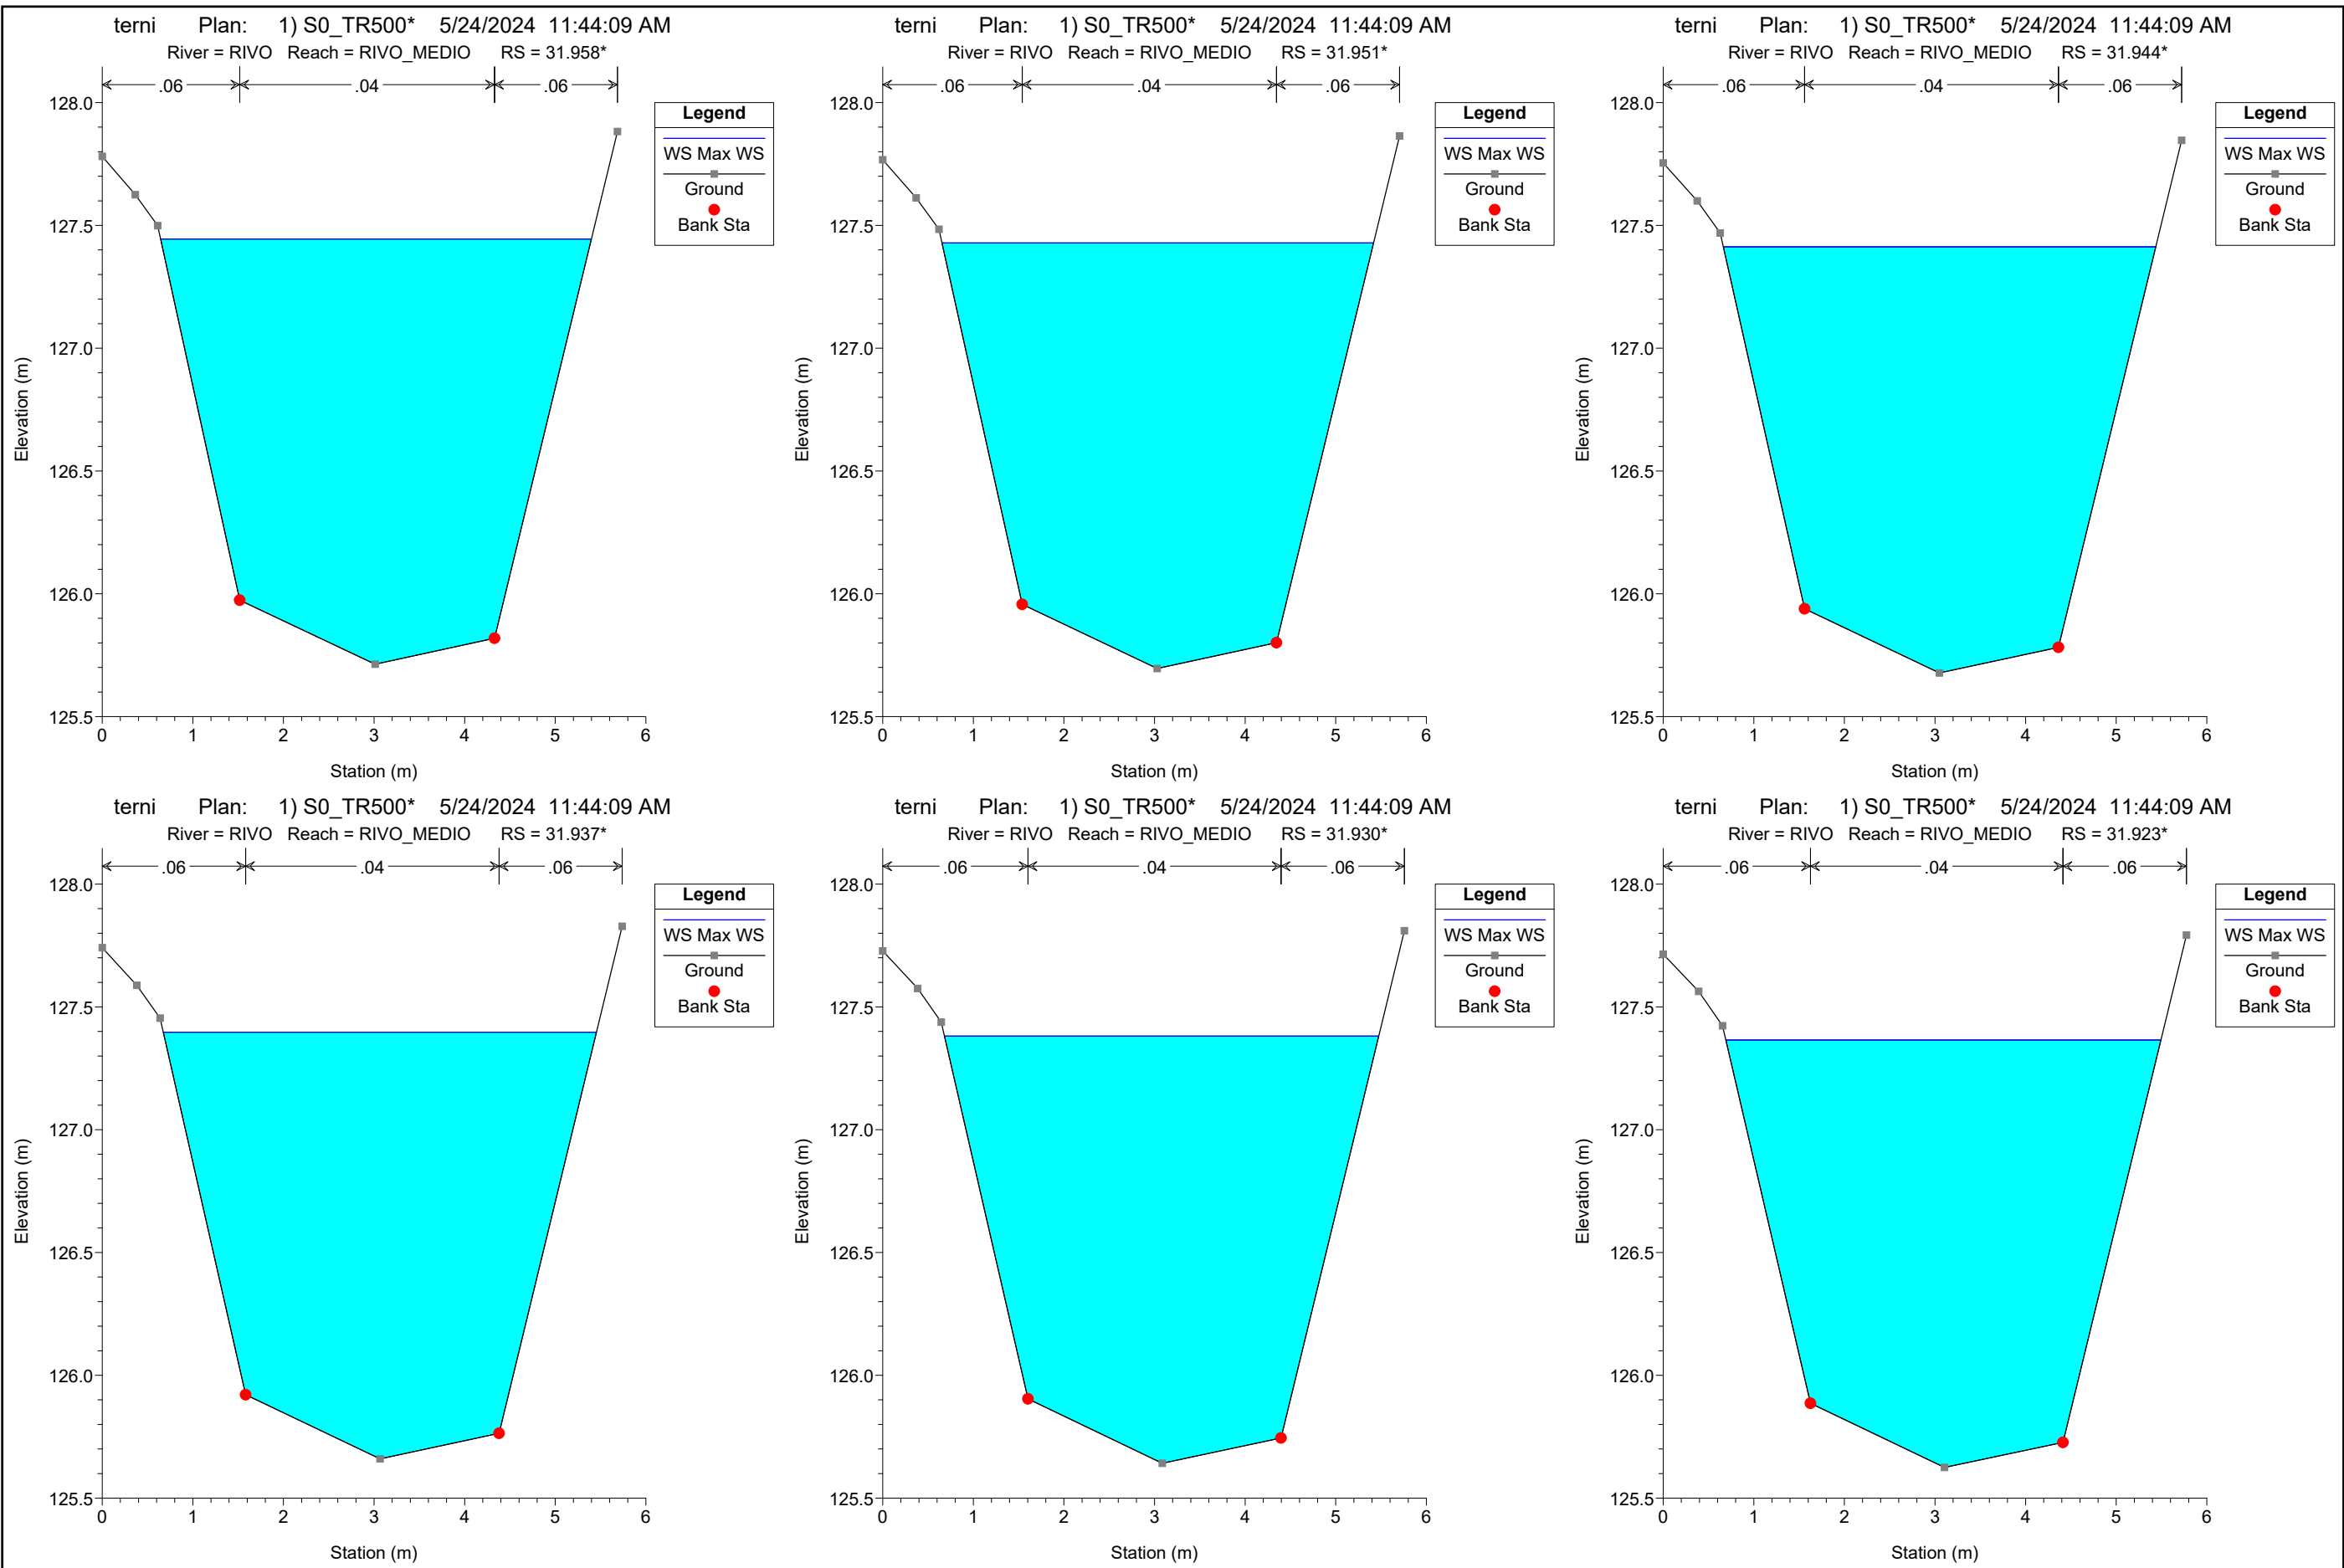 terni Plan: 1) S0_TR500* 5/24/2024 11:44:09 AM
River = RIVO Reach = RIVO_MEDIO RS = 31.958*
.06 .04 .06
Legend
WS Max WS
Ground
Bank Sta
128.0
127.5
127.0
126.5
126.0
125.5
Elevation (m)
0 1 2 3 4 5 6
Station (m)
terni Plan: 1) S0_TR500* 5/24/2024 11:44:09 AM
River = RIVO Reach = RIVO_MEDIO RS = 31.951*
.06 .04 .06
Legend
WS Max WS
Ground
Bank Sta
128.0
127.5
127.0
126.5
126.0
125.5
Elevation (m)
0 1 2 3 4 5 6
Station (m)
terni Plan: 1) S0_TR500* 5/24/2024 11:44:09 AM
River = RIVO Reach = RIVO_MEDIO RS = 31.944*
.06 .04 .06
Legend
WS Max WS
Ground
Bank Sta
128.0
127.5
127.0
126.5
126.0
125.5
Elevation (m)
0 1 2 3 4 5 6
Station (m)
terni Plan: 1) S0_TR500* 5/24/2024 11:44:09 AM
River = RIVO Reach = RIVO_MEDIO RS = 31.937*
.06 .04 .06
Legend
WS Max WS
Ground
Bank Sta
128.0
127.5
127.0
126.5
126.0
125.5
Elevation (m)
0 1 2 3 4 5 6
Station (m)
terni Plan: 1) S0_TR500* 5/24/2024 11:44:09 AM
River = RIVO Reach = RIVO_MEDIO RS = 31.930*
.06 .04 .06
Legend
WS Max WS
Ground
Bank Sta
128.0
127.5
127.0
126.5
126.0
125.5
Elevation (m)
0 1 2 3 4 5 6
Station (m)
terni Plan: 1) S0_TR500* 5/24/2024 11:44:09 AM
River = RIVO Reach = RIVO_MEDIO RS = 31.923*
.06 .04 .06
Legend
WS Max WS
Ground
Bank Sta
128.0
127.5
127.0
126.5
126.0
125.5
Elevation (m)
0 1 2 3 4 5 6
Station (m)